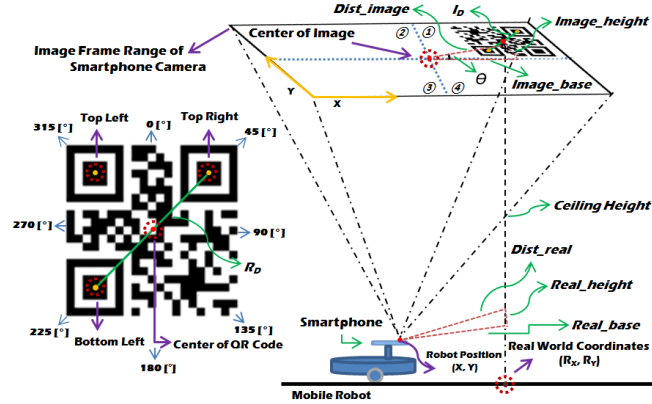 Dist_image
I_D
Image_height
Center of Image
② ①
Image Frame Range of
Smartphone Camera
Θ
③ ④
Image_base
Y
X
Top Left
0 [°]
Top Right
315 [°]
45 [°]
270 [°]
90 [°]
R_D
225 [°]
135 [°]
Bottom Left
Center of QR Code
180 [°]
Ceiling Height
Dist_real
Real_height
Smartphone
Real_base
Robot Position
(X, Y)
Real World Coordinates
(R_X, R_Y)
Mobile Robot